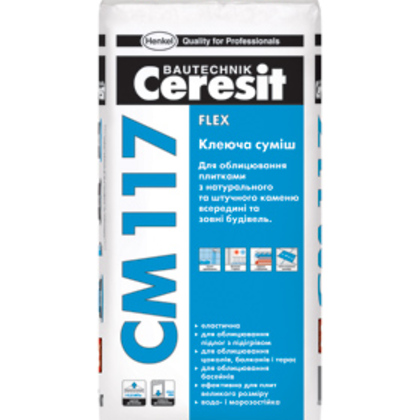 Henkel
Quality for Professionals
BAUTECHNIK
Ceresit
CM 117
FLEX
Клеюча суміш
Для облицювання
плитками
з натурального
та штучного каменю
всередині та
зовні будівель.
• еластична
• для облицювання
підлог з підігрівом
• для облицювання
цоколів, балконів і терас
• для облицювання
басейнів
• ефективна для плит
великого розміру
• водо- і морозостійка